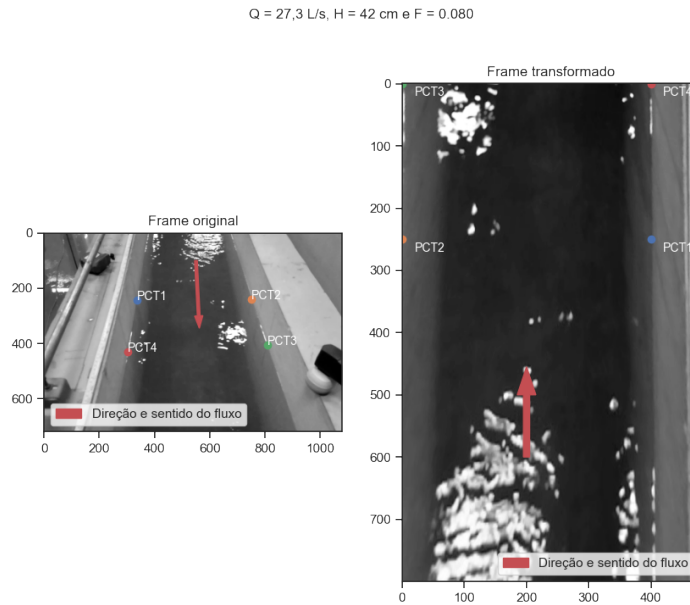 Q = 27,3 L/s, H = 42 cm e F = 0.080
Frame original
0
200
400
600
0
200
400
600
800
1000
PCT1
PCT2
PCT3
PCT4
Direção e sentido do fluxo
Frame transformado
0
100
200
300
400
500
600
700
0
100
200
300
400
PCT3
PCT4
PCT2
PCT1
Direção e sentido do fluxo